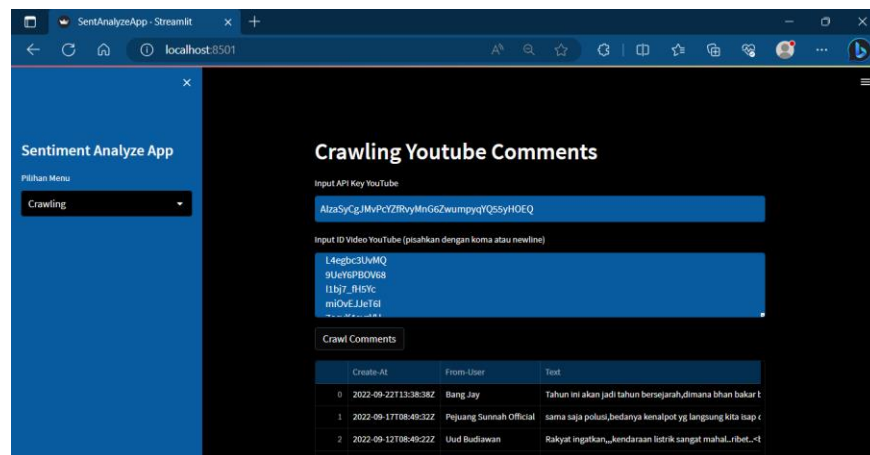 SentAnalyzeApp · Streamlit
localhost:8501
Sentiment Analyze App
Pilihan Menu
Crawling
Crawling Youtube Comments
Input API Key YouTube
Input ID Video YouTube (pisahkan dengan koma atau newline)
L4egbc3UvMQ
9UeY6PBOV68
miOvEJJeT6I
Crawl Comments
Create-At From-User Text
0 2022-09-22T13:38:38Z Bang Jay Tahun ini akan jadi tahun bersejarah,dimana bhan bakar b
1 2022-09-17T08:49:32Z Pejuang Sunnah Official sama saja polusi,bedanya kenalpot yg langsung kita isap
2 2022-09-12T08:49:22Z Uud Budiawan Rakyat ingatkan,,,kendaraan listrik sangat mahal..ribet..<b